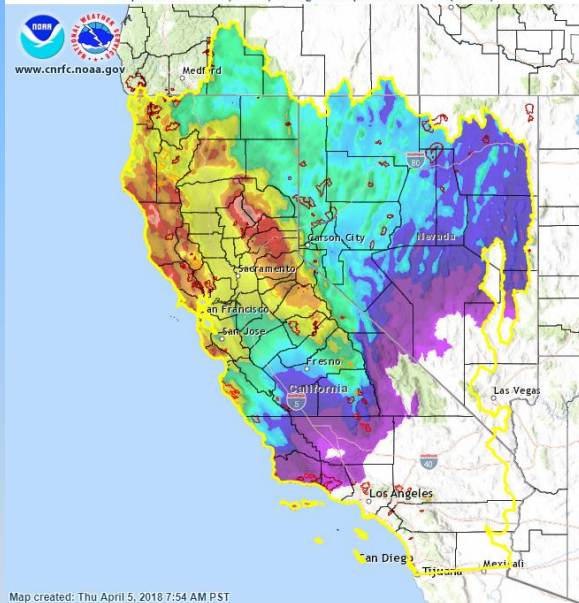 NOAA
NATIONAL WEATHER SERVICE
www.cnrfc.noaa.gov
Medford
80
Carson City
Nevada
Sacramento
an Francisco
San Jose
Fresno
California
5
Las Vegas
40
Los Angeles
an Diego
Tijuana
Mexicali
Map created: Thu April 5, 2018 7:54 AM PST